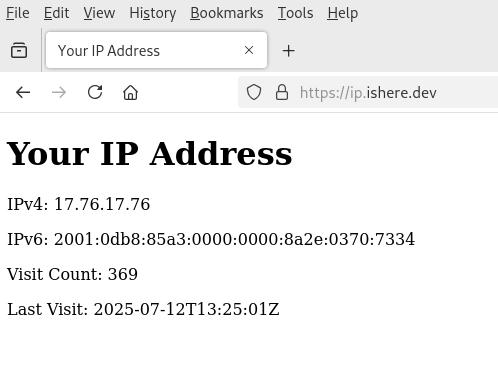 File Edit View History Bookmarks Tools Help
Your IP Address
https://ip.ishere.dev
Your IP Address
IPv4: 17.76.17.76
IPv6: 2001:0db8:85a3:0000:0000:8a2e:0370:7334
Visit Count: 369
Last Visit: 2025-07-12T13:25:01Z